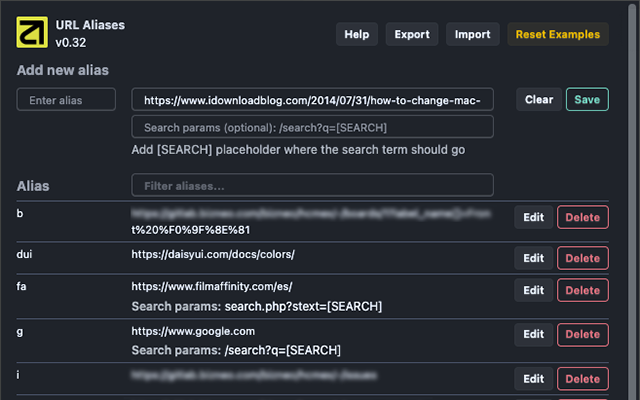 URL Aliases
v0.32
Help
Export
Import
Reset Examples
Add new alias
Enter alias
https://www.idownloadblog.com/2014/07/31/how-to-change-mac-
Clear
Save
Search params (optional): /search?q=[SEARCH]
Add [SEARCH] placeholder where the search term should go
Alias
Filter aliases...
b
t%20%F0%9F%8E%81
Edit
Delete
dui
https://daisyui.com/docs/colors/
Edit
Delete
fa
https://www.filmaffinity.com/es/
Search params: search.php?stext=[SEARCH]
Edit
Delete
g
https://www.google.com
Search params: /search?q=[SEARCH]
Edit
Delete
i
Edit
Delete